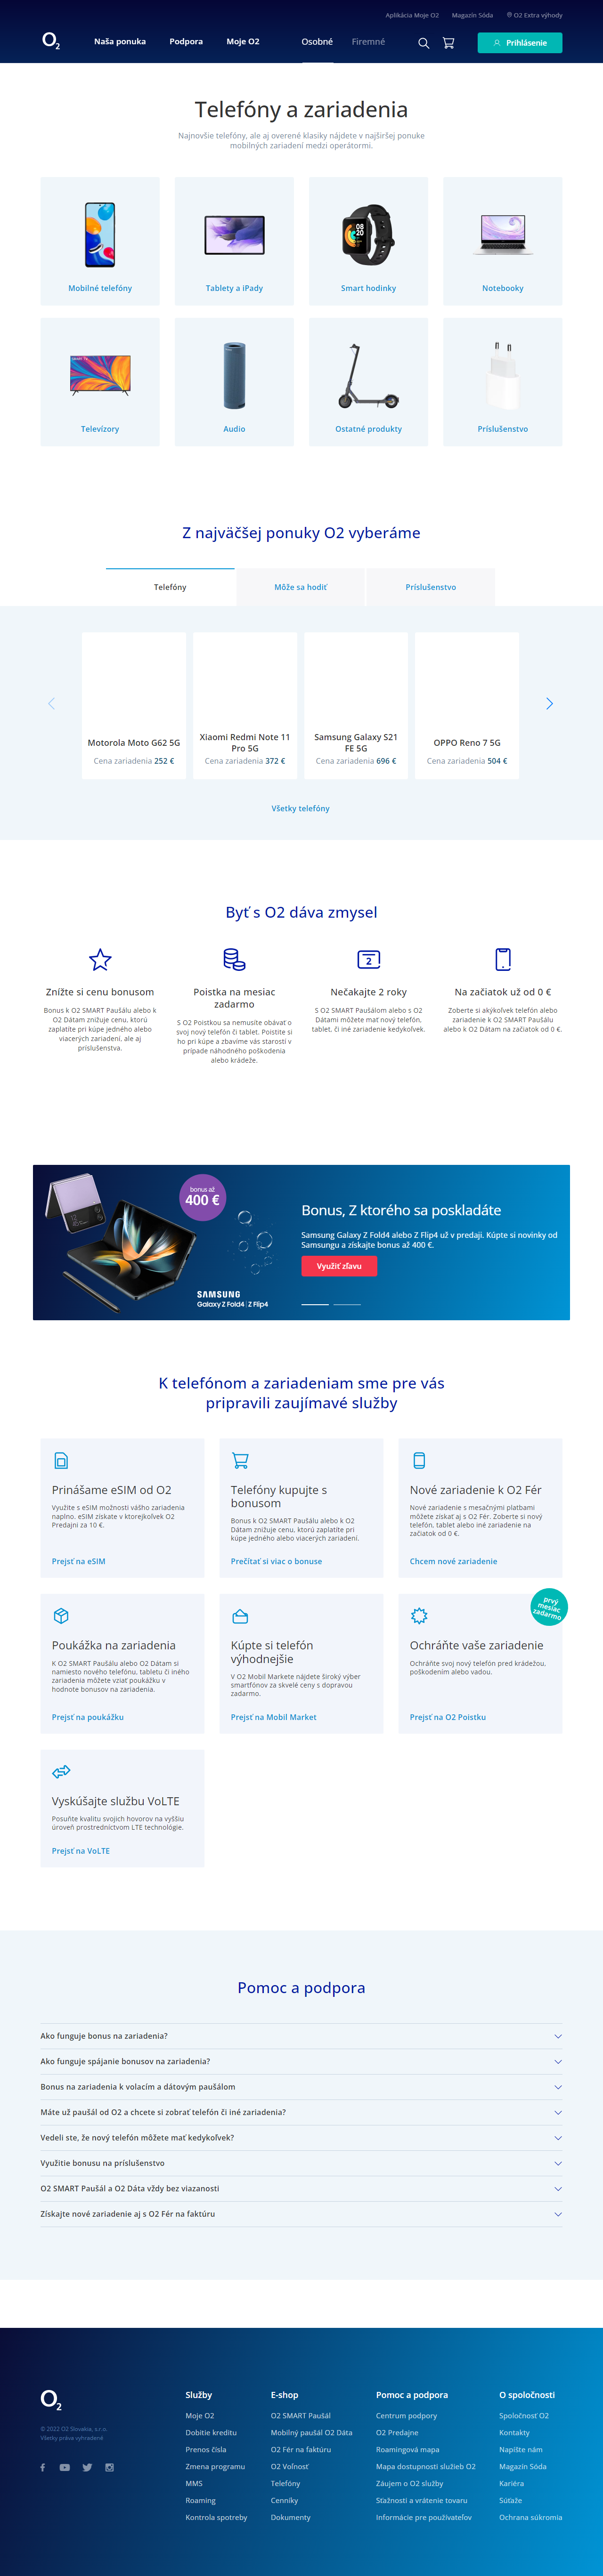 Aplikácia Moje O2
Magazín Sóda
O2 Extra výhody
O2
Naša ponuka
Podpora
Moje O2
Osobné
Firemné
Prihlásenie
Telefóny a zariadenia
Najnovšie telefóny, ale aj overené klasiky nájdete v najširšej ponuke
mobilných zariadení medzi operátormi.
Mobilné telefóny
Tablety a iPady
Smart hodinky
Notebooky
Televízory
Audio
Ostatné produkty
Príslušenstvo
Z najväčšej ponuky O2 vyberáme
Telefóny
Môže sa hodiť
Príslušenstvo
Motorola Moto G62 5G
Cena zariadenia 252 €
Xiaomi Redmi Note 11
Pro 5G
Cena zariadenia 372 €
Samsung Galaxy S21
FE 5G
Cena zariadenia 696 €
OPPO Reno 7 5G
Cena zariadenia 504 €
Všetky telefóny
Byť s O2 dáva zmysel
Znížte si cenu bonusom
Bonus k O2 SMART Paušálu alebo k
O2 Dátam znižuje cenu, ktorú
zaplatíte pri kúpe jedného alebo
viacerých zariadení, ale aj
príslušenstva.
Poistka na mesiac
zadarmo
S O2 Poistkou sa nemusíte obávať o
svoj nový telefón či tablet. Poistite si
ho pri kúpe a zbavíme vás starostí v
prípade náhodného poškodenia
alebo krádeže.
2
Nečakajte 2 roky
S O2 SMART Paušálom alebo s O2
Dátami môžete mať nový telefón,
tablet, či iné zariadenie kedykoľvek.
Na začiatok už od 0 €
Zoberte si akýkoľvek telefón alebo
zariadenie k O2 SMART Paušálu
alebo k O2 Dátam na začiatok od 0 €.
bonus až
400 €
SAMSUNG
Galaxy Z Fold4 | Z Flip4
Bonus, Z ktorého sa poskladáte
Samsung Galaxy Z Fold4 alebo Z Flip4 už v predaji. Kúpte si novinky od
Samsungu a získajte bonus až 400 €.
Využiť zľavu
K telefónom a zariadeniam sme pre vás
pripravili zaujímavé služby
Prinášame eSIM od O2
Využite s eSIM možnosti vášho zariadenia
naplno. eSIM získate v ktorejkoľvek O2
Predajni za 10 €.
Prejsť na eSIM
Telefóny kupujte s
bonusom
Bonus k O2 SMART Paušálu alebo k O2
Dátam znižuje cenu, ktorú zaplatíte pri
kúpe jedného alebo viacerých zariadení.
Prečítať si viac o bonuse
Nové zariadenie k O2 Fér
Nové zariadenie s mesačnými platbami
môžete získať aj s O2 Fér. Zoberte si nový
telefón, tablet alebo iné zariadenie na
začiatok od 0 €.
Chcem nové zariadenie
Poukážka na zariadenia
K O2 SMART Paušálu alebo O2 Dátam si
namiesto nového telefónu, tabletu či iného
zariadenia môžete vziať poukážku v
hodnote bonusov na zariadenia.
Prejsť na poukážku
Kúpte si telefón
výhodnejšie
V O2 Mobil Markete nájdete široký výber
smartfónov za skvelé ceny s dopravou
zadarmo.
Prejsť na Mobil Market
prvý
mesiac
zadarmo
Ochráňte vaše zariadenie
Ochráňte svoj nový telefón pred krádežou,
poškodením alebo vadou.
Prejsť na O2 Poistku
Vyskúšajte službu VoLTE
Posuňte kvalitu svojich hovorov na vyššiu
úroveň prostredníctvom LTE technológie.
Prejsť na VoLTE
Pomoc a podpora
Ako funguje bonus na zariadenia?
Ako funguje spájanie bonusov na zariadenia?
Bonus na zariadenia k volacím a dátovým paušálom
Máte už paušál od O2 a chcete si zobrať telefón či iné zariadenia?
Vedeli ste, že nový telefón môžete mať kedykoľvek?
Využitie bonusu na príslušenstvo
O2 SMART Paušál a O2 Dáta vždy bez viazanosti
Získajte nové zariadenie aj s O2 Fér na faktúru
O2
© 2022 O2 Slovakia, s.r.o.
Všetky práva vyhradené
Služby
Moje O2
Dobitie kreditu
Prenos čísla
Zmena programu
MMS
Roaming
Kontrola spotreby
E-shop
O2 SMART Paušál
Mobilný paušál O2 Dáta
O2 Fér na faktúru
O2 Voľnosť
Telefóny
Cenníky
Dokumenty
Pomoc a podpora
Centrum podpory
O2 Predajne
Roamingová mapa
Mapa dostupnosti služieb O2
Záujem o O2 služby
Sťažnosti a vrátenie tovaru
Informácie pre používateľov
O spoločnosti
Spoločnosť O2
Kontakty
Napíšte nám
Magazín Sóda
Kariéra
Súťaže
Ochrana súkromia